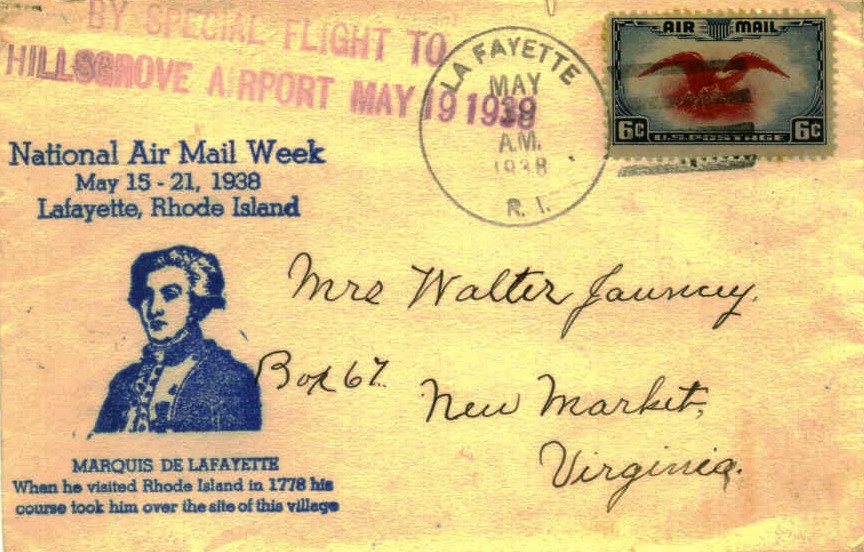 BY SPECIAL FLIGHT TO
HILLSGROVE AIRPORT MAY 19 1938
LA FAYETTE
MAY
19
A.M.
1938
R. I.
AIR MAIL
6¢ U.S. POSTAGE 6¢
National Air Mail Week
May 15 - 21, 1938
Lafayette, Rhode Island
Mrs Walter Jauncey,
Box 67.
New Market,
Virginia.
MARQUIS DE LAFAYETTE
When he visited Rhode Island in 1778 his
course took him over the site of this village